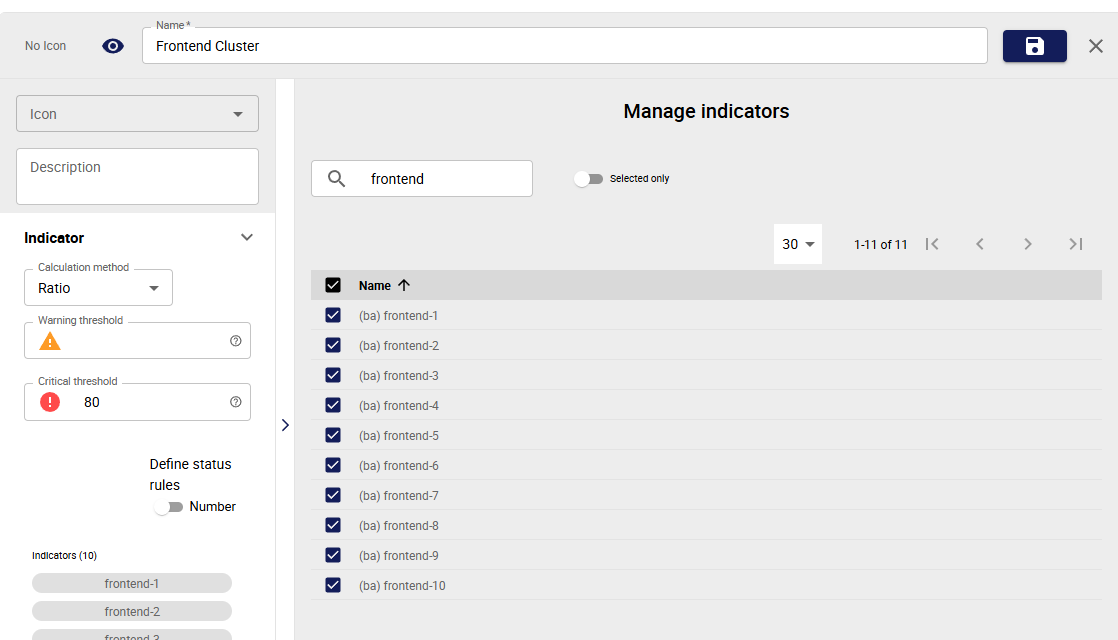 No Icon
Name *
Frontend Cluster
Icon
Description
Indicator
Calculation method
Ratio
Warning threshold
Critical threshold
80
Define status
rules
Number
Indicators (10)
frontend-1
frontend-2
frontend-3
Manage indicators
frontend
Selected only
30
1-11 of 11
Name
(ba) frontend-1
(ba) frontend-2
(ba) frontend-3
(ba) frontend-4
(ba) frontend-5
(ba) frontend-6
(ba) frontend-7
(ba) frontend-8
(ba) frontend-9
(ba) frontend-10